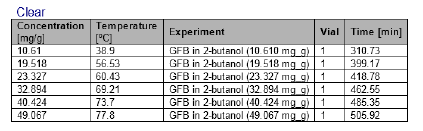 Clear
Concentration [mg/g] Temperature [ºC] Experiment Vial Time [min]
10.61 38.9 GFB in 2-butanol (10.610 mg_g) 1 310.73
19.518 56.53 GFB in 2-butanol (19.518 mg_g) 1 399.17
23.327 60.43 GFB in 2-butanol (23.327 mg_g) 1 418.78
32.894 69.21 GFB in 2-butanol (32.894 mg_g) 1 462.55
40.424 73.7 GFB in 2-butanol (40.424 mg_g) 1 485.35
49.067 77.8 GFB in 2-butanol (49.067 mg_g) 1 505.92